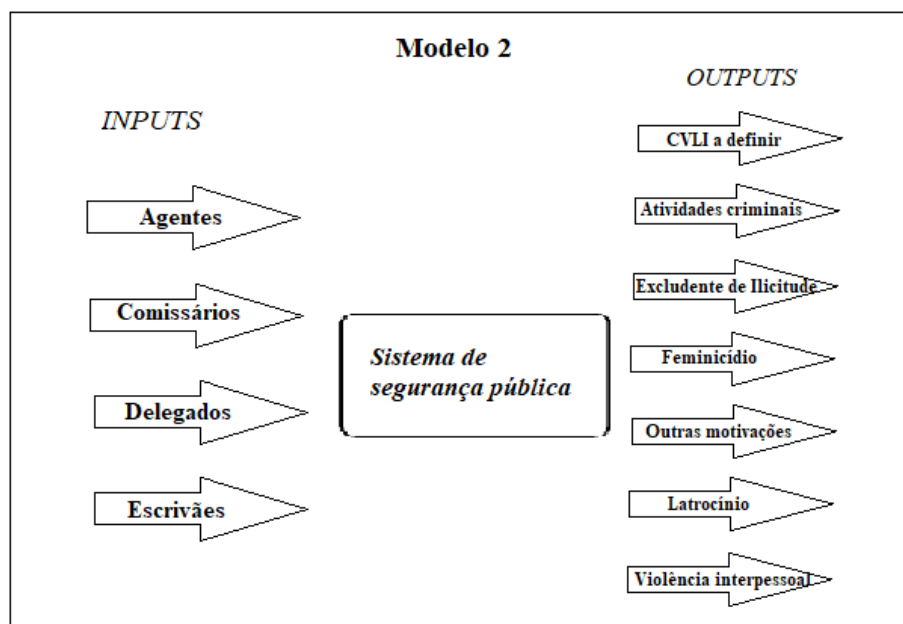 Modelo 2
INPUTS
Agentes
Comissários
Delegados
Escrivães
Sistema de
segurança pública
OUTPUTS
CVLI a definir
Atividades criminais
Excludente de Ilicitude
Feminicídio
Outras motivações
Latrocínio
Violência interpessoal